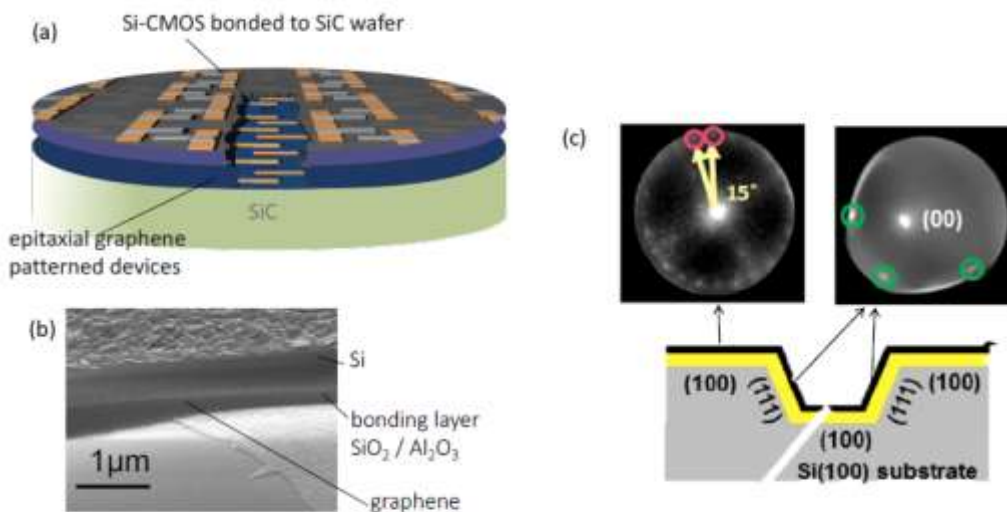 (a)
Si-CMOS bonded to SiC wafer
SiC
epitaxial graphene
patterned devices
(b)
Si
bonding layer
SiO₂ / Al₂O₃
graphene
1μm
(c)
15°
(00)
(100)
(111)
(100)
(111)
(100)
Si(100) substrate